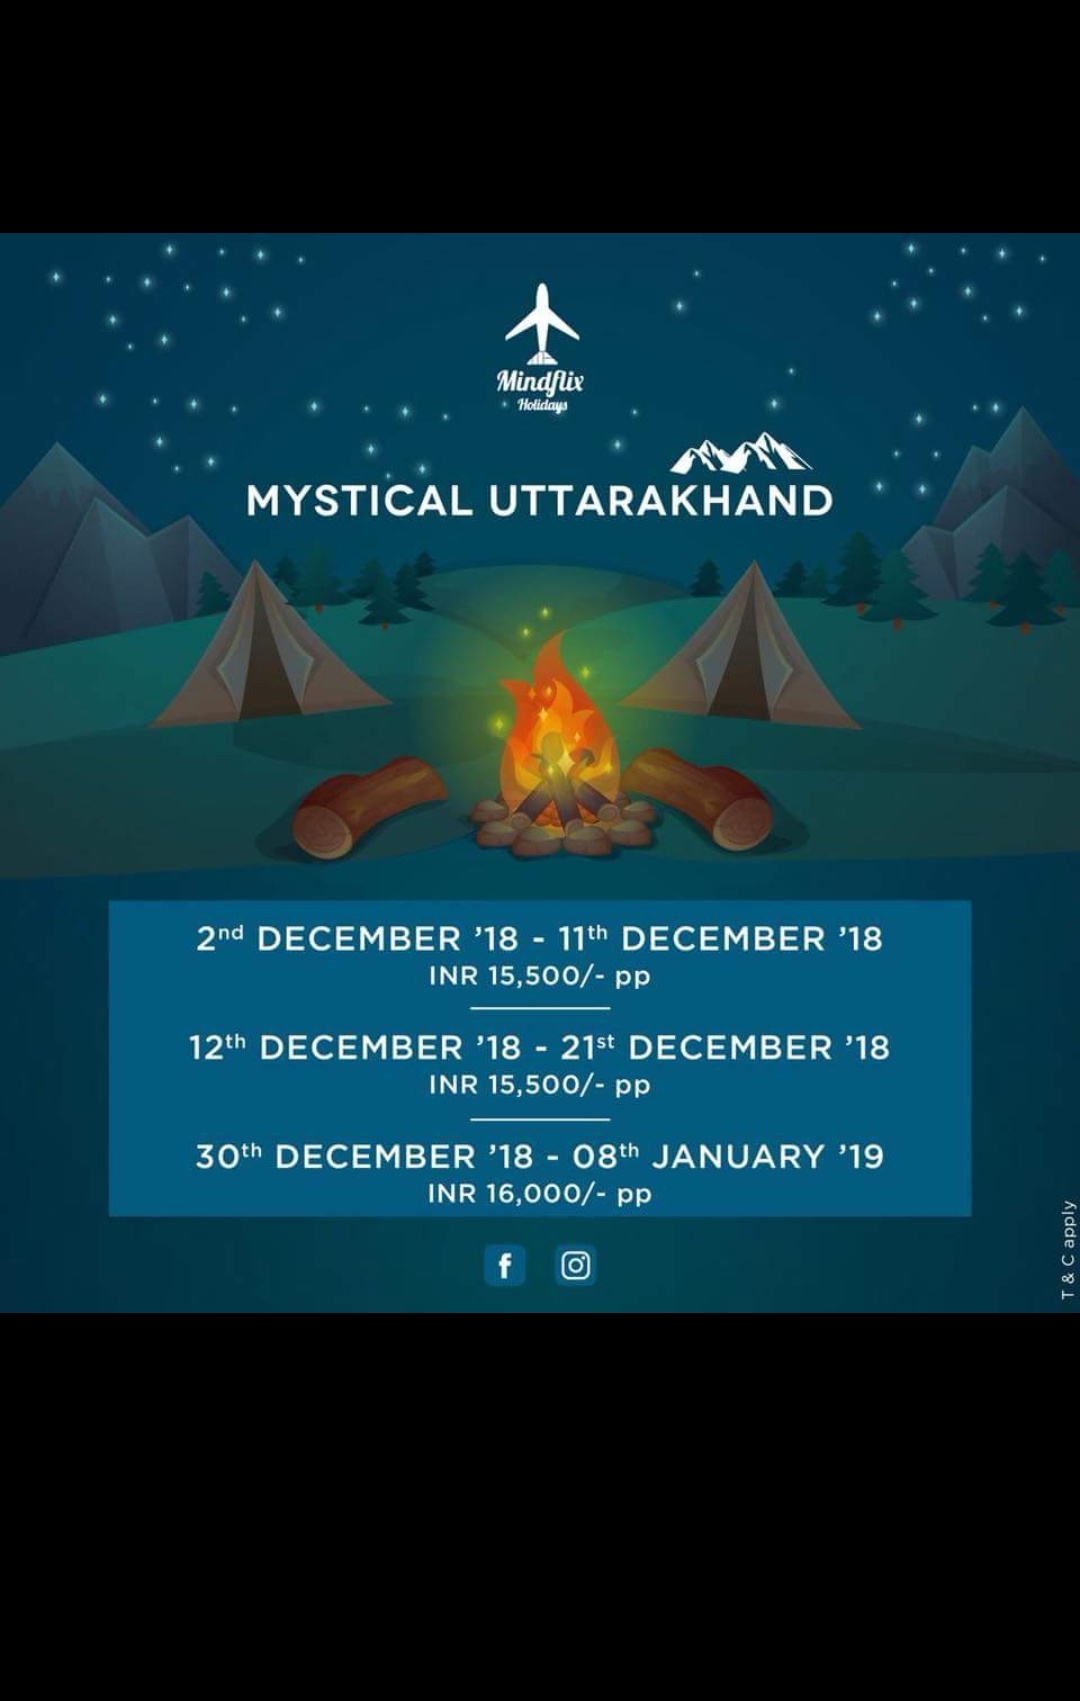 Mindflix
Holidays
MYSTICAL UTTARAKHAND
2nd DECEMBER ’18 - 11th DECEMBER ’18
INR 15,500/- pp
12th DECEMBER ’18 - 21st DECEMBER ’18
INR 15,500/- pp
30th DECEMBER ’18 - 08th JANUARY ’19
INR 16,000/- pp
f
T & C apply